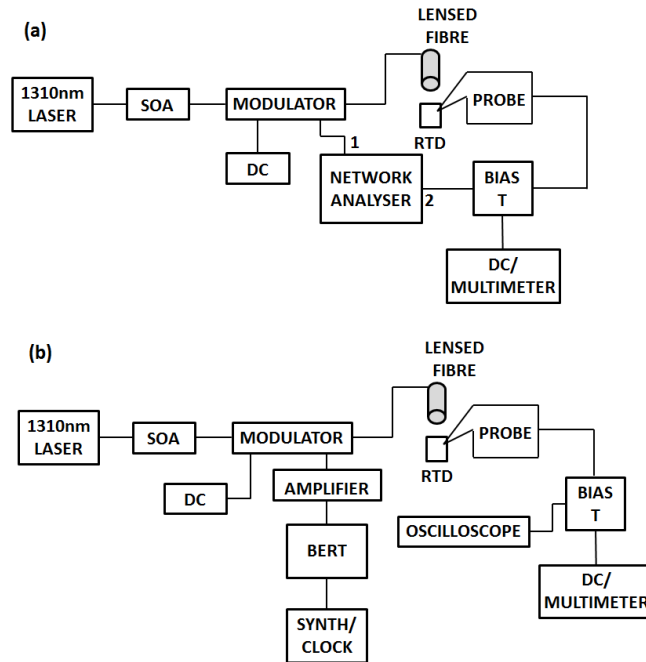 (a)
LENSED
FIBRE
1310nm
LASER
SOA
MODULATOR
PROBE
RTD
DC
1
NETWORK
ANALYSER
2
BIAS
T
DC/
MULTIMETER
(b)
LENSED
FIBRE
1310nm
LASER
SOA
MODULATOR
PROBE
RTD
DC
AMPLIFIER
BIAS
T
OSCILLOSCOPE
BERT
DC/
MULTIMETER
SYNTH/
CLOCK